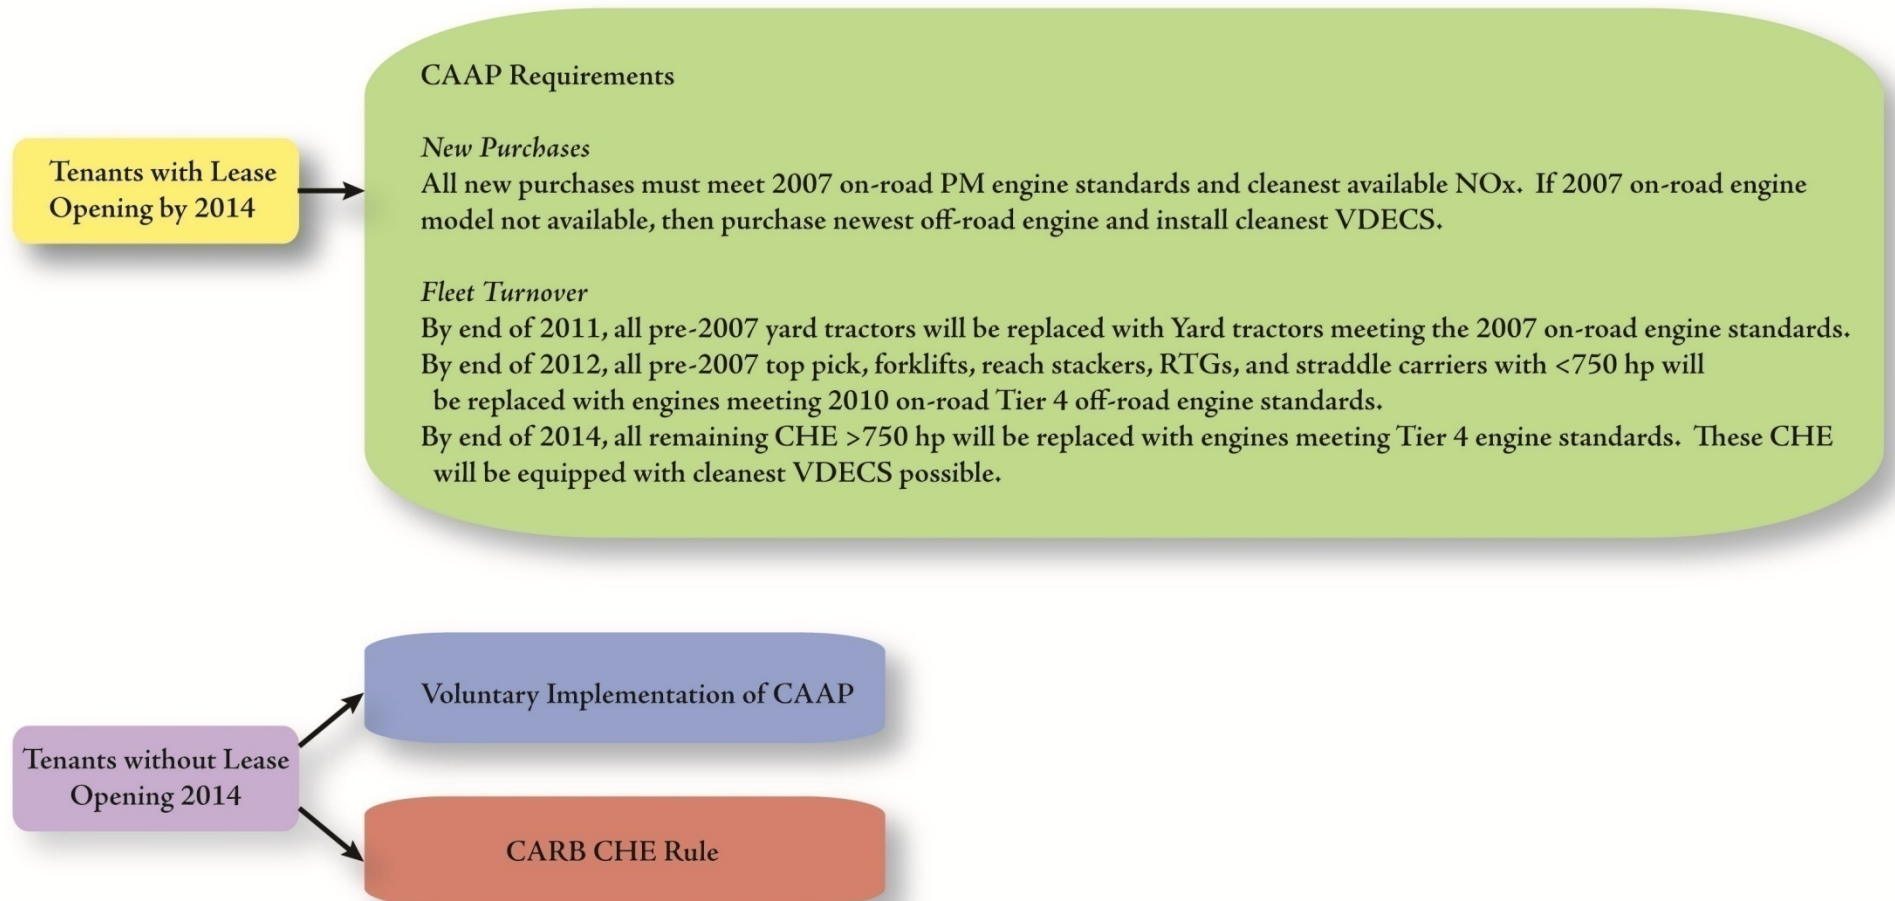 CAAP Requirements
New Purchases
All new purchases must meet 2007 on-road PM engine standards and cleanest available NOx. If 2007 on-road engine
model not available, then purchase newest off-road engine and install cleanest VDECS.
Fleet Turnover
By end of 2011, all pre-2007 yard tractors will be replaced with Yard tractors meeting the 2007 on-road engine standards.
By end of 2012, all pre-2007 top pick, forklifts, reach stackers, RTGs, and straddle carriers with <750 hp will
be replaced with engines meeting 2010 on-road Tier 4 off-road engine standards.
By end of 2014, all remaining CHE >750 hp will be replaced with engines meeting Tier 4 engine standards. These CHE
will be equipped with cleanest VDECS possible.
Tenants with Lease
Opening by 2014
Voluntary Implementation of CAAP
Tenants without Lease
Opening 2014
CARB CHE Rule